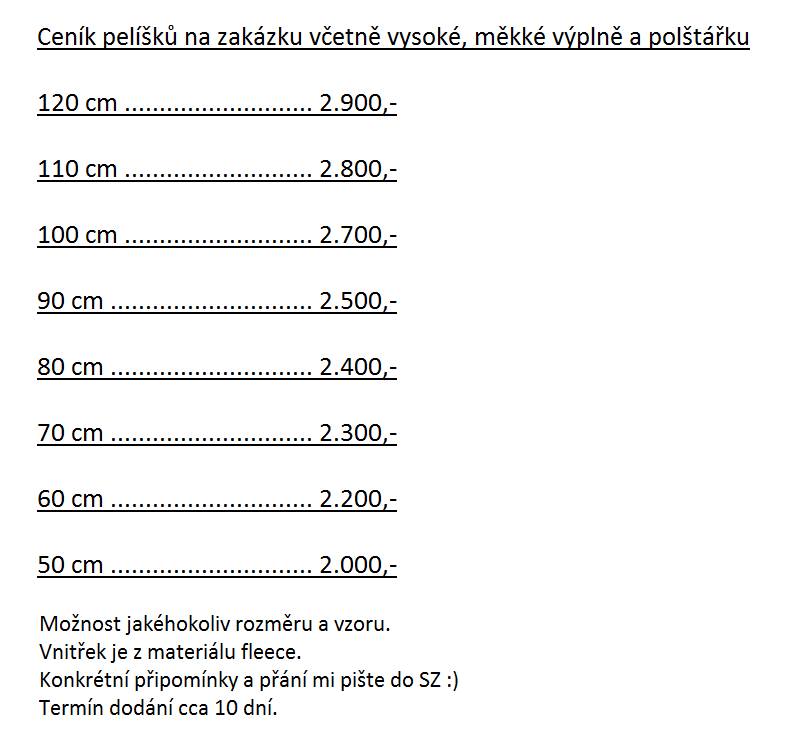 Ceník pelíšků na zakázku včetně vysoké, měkké výplně a polštářku
120 cm ........................... 2.900,-
110 cm ........................... 2.800,-
100 cm ........................... 2.700,-
90 cm ............................. 2.500,-
80 cm ............................. 2.400,-
70 cm ............................. 2.300,-
60 cm ............................. 2.200,-
50 cm ............................. 2.000,-
Možnost jakéhokoliv rozměru a vzoru.
Vnitřek je z materiálu fleece.
Konkrétní připomínky a přání mi pište do SZ :)
Termín dodání cca 10 dní.